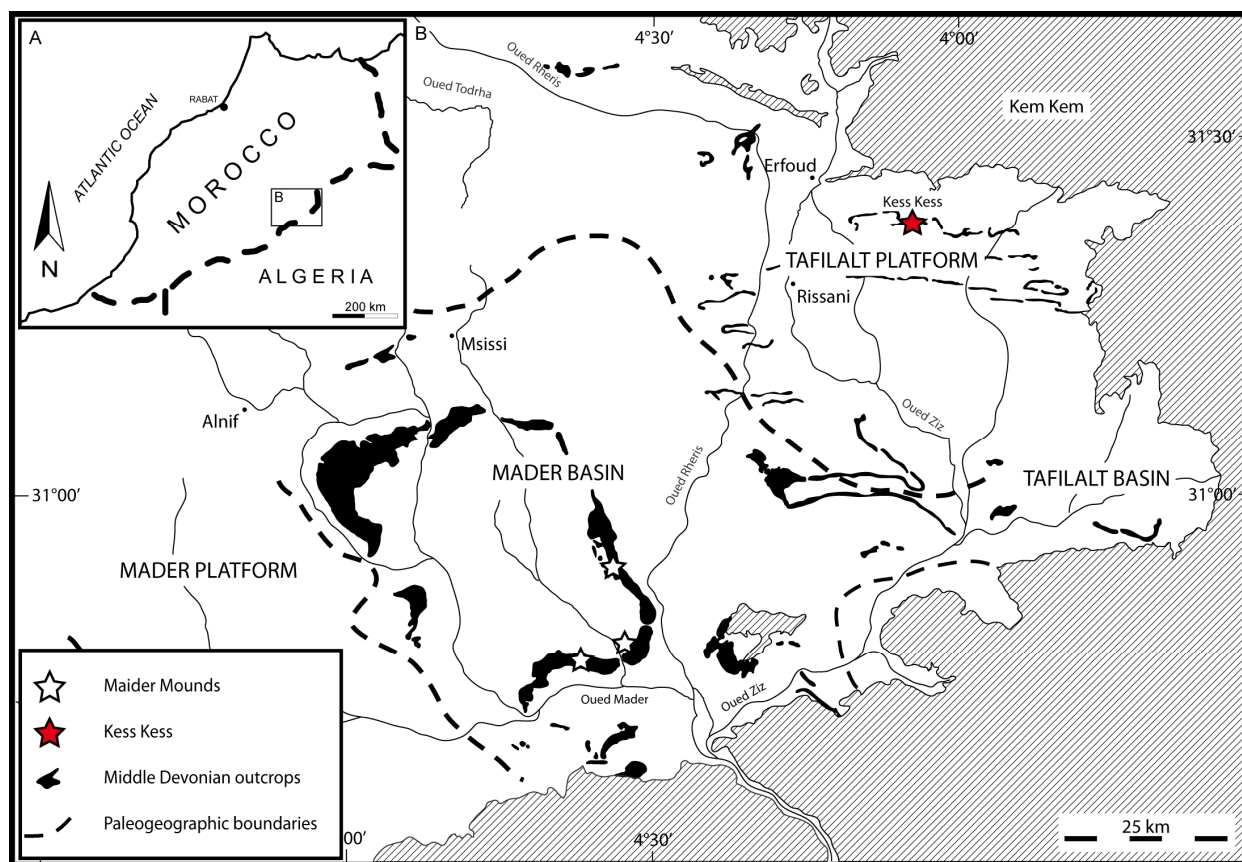 A
RABAT
ATLANTIC OCEAN
MOROCCO
B
N
ALGERIA
200 km
B
4°30'
4°00'
Oued Rheris
Oued Todrha
Kem Kem
31°30'
Erfoud
Kess Kess
TAFILALT PLATFORM
Rissani
Msissi
Alnif
Oued Ziz
MADER BASIN
Oued Rheris
TAFILALT BASIN
31°00'
31°00'
MADER PLATFORM
Oued Mader
Oued Ziz
Maider Mounds
Kess Kess
Middle Devonian outcrops
Paleogeographic boundaries
00'
4°30'
25 km